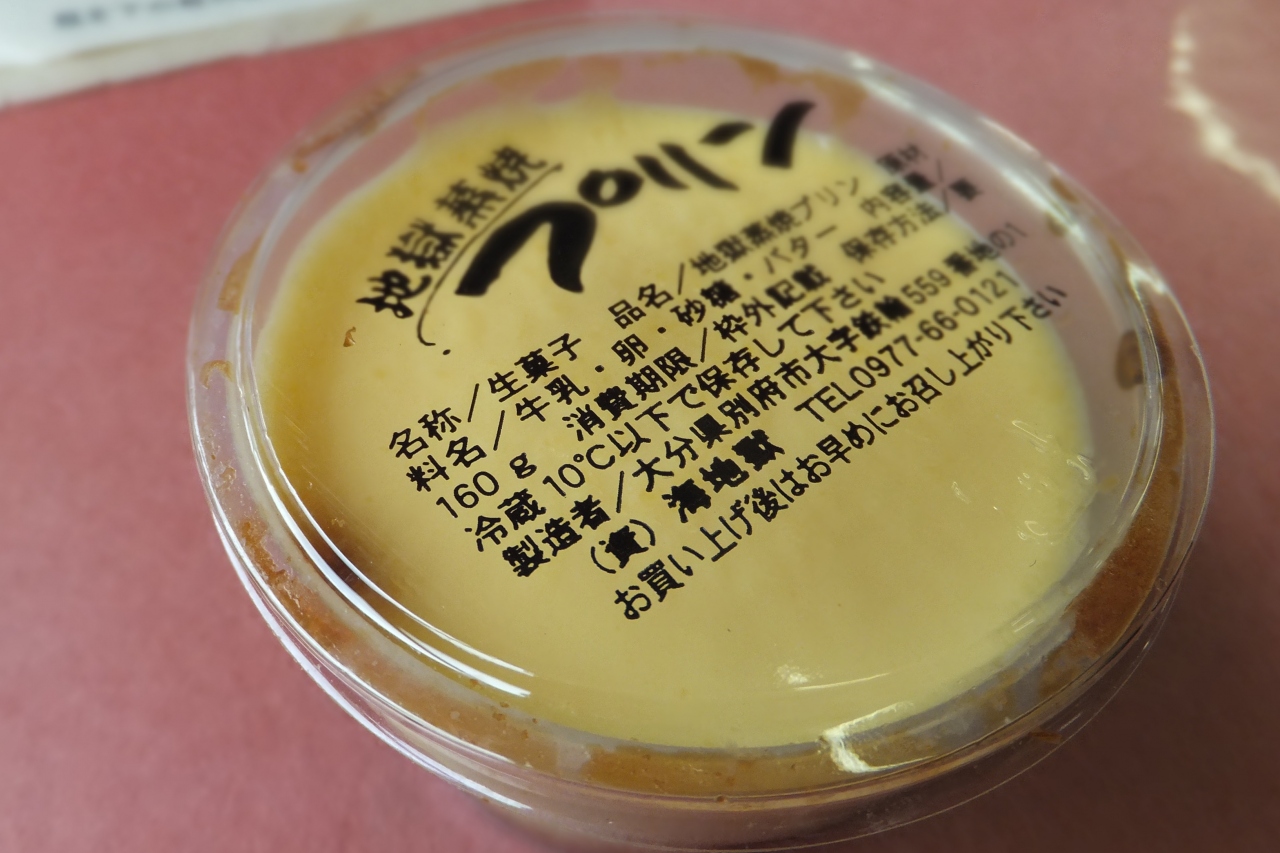 地獄蒸焼
プリン
名称／生菓子　品名／地獄蒸焼プリン　原材
料名／牛乳・卵・砂糖・バター　内容量／
160 g　消費期限／枠外記載　保存方法／要
冷蔵 10℃以下で保存して下さい
製造者／大分県別府市大字鉄輪559番地の1
（資）海地獄　TEL0977-66-0121
お買い上げ後はお早めにお召し上がり下さい